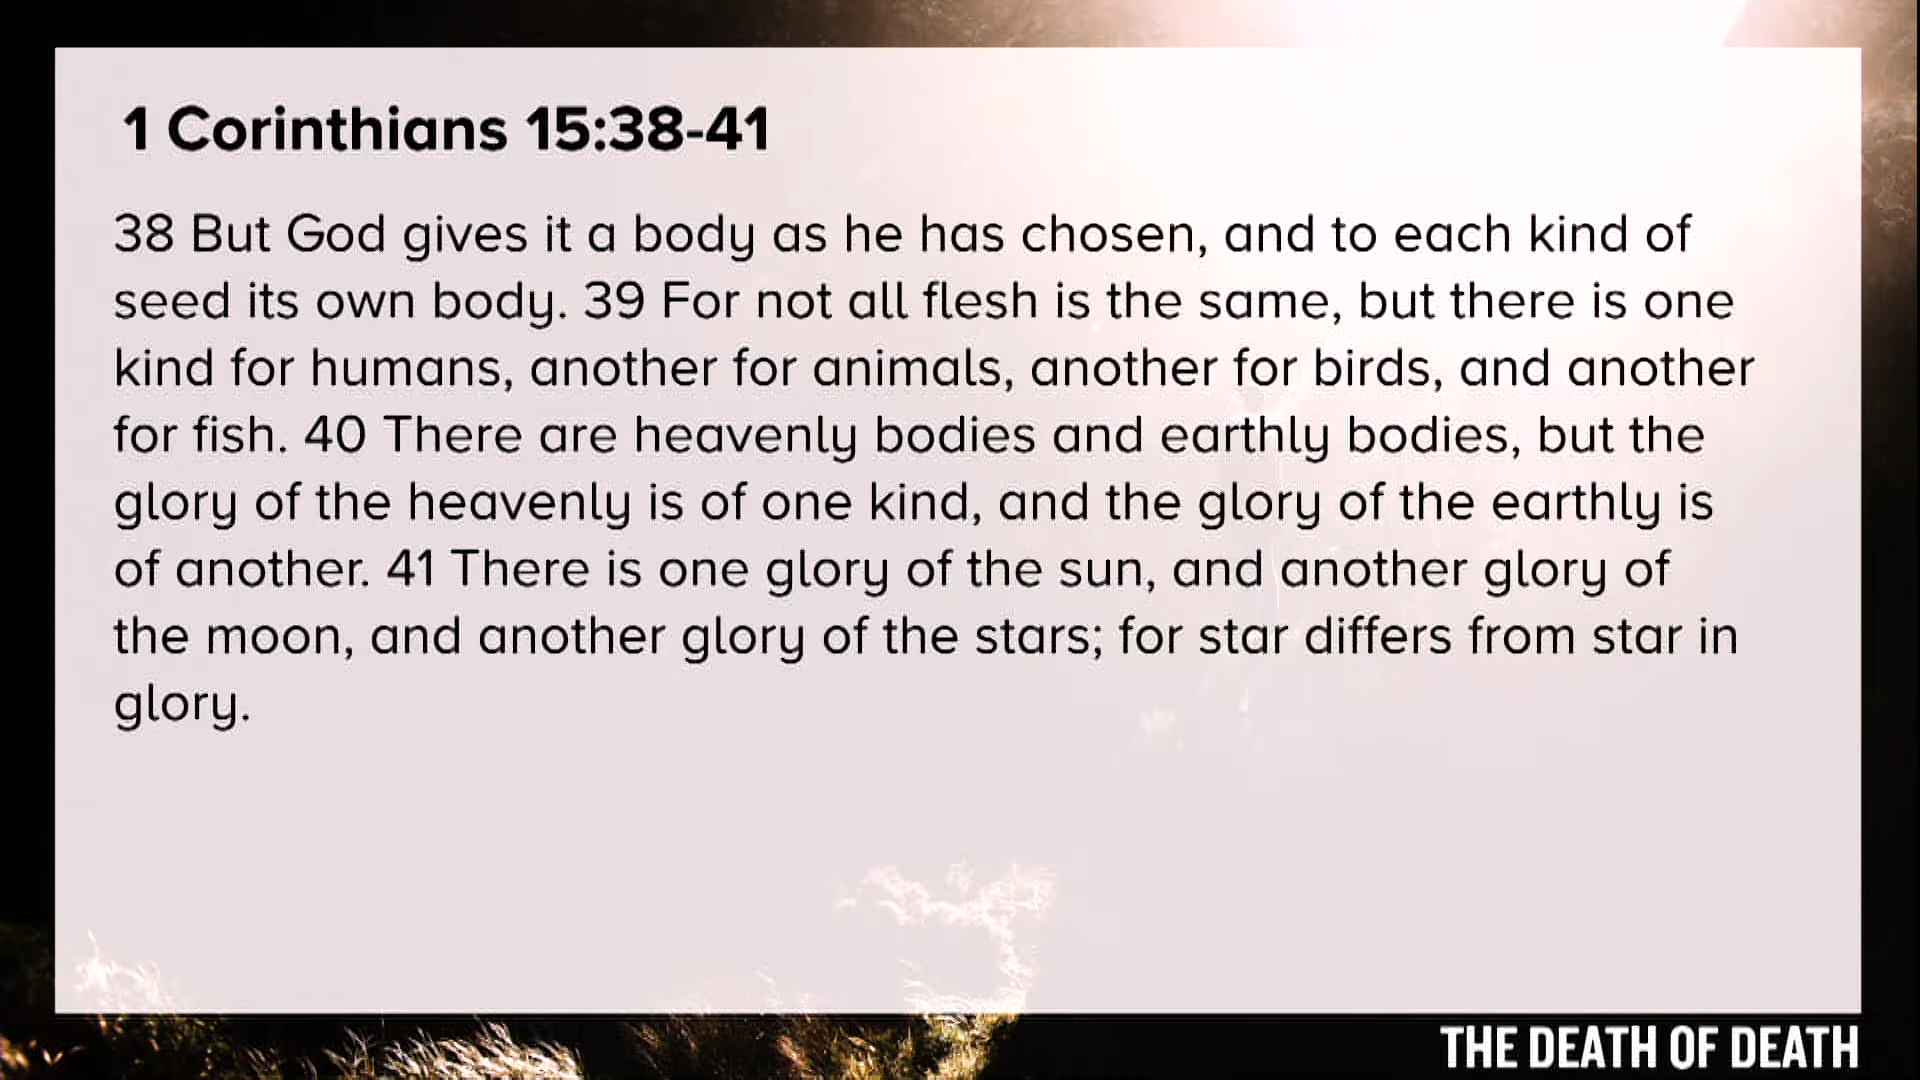 1 Corinthians 15:38-41
38 But God gives it a body as he has chosen, and to each kind of
seed its own body. 39 For not all flesh is the same, but there is one
kind for humans, another for animals, another for birds, and another
for fish. 40 There are heavenly bodies and earthly bodies, but the
glory of the heavenly is of one kind, and the glory of the earthly is
of another. 41 There is one glory of the sun, and another glory of
the moon, and another glory of the stars; for star differs from star in
glory.
THE DEATH OF DEATH